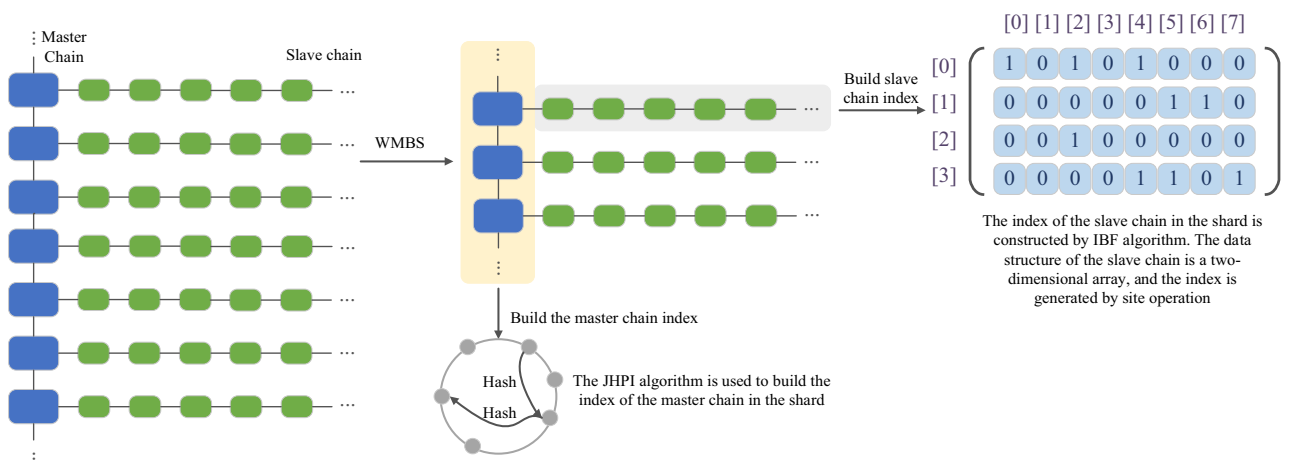 Master
Chain
Slave chain
WMBS
Build slave
chain index
[0] [1] [2] [3] [4] [5] [6] [7]
[0] 1 0 1 0 1 0 0 0
[1] 0 0 0 0 0 1 1 0
[2] 0 0 1 0 0 0 0 0
[3] 0 0 0 0 1 1 0 1
The index of the slave chain in the shard is
constructed by IBF algorithm. The data
structure of the slave chain is a two-
dimensional array, and the index is
generated by site operation
Build the master chain index
Hash
Hash
The JHPI algorithm is used to build the
index of the master chain in the shard